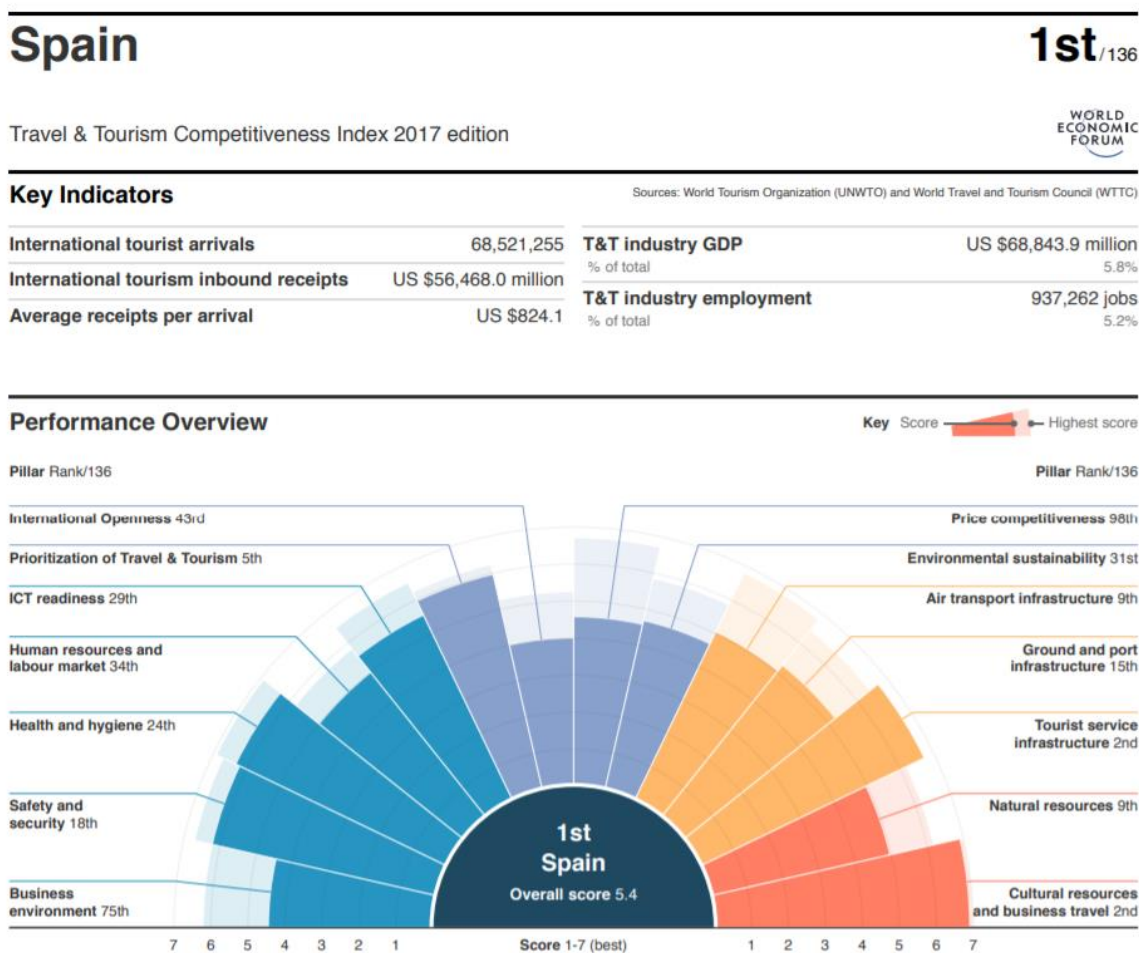 Spain
1st/136
Travel & Tourism Competitiveness Index 2017 edition
WORLD
ECONOMIC
FORUM
Key Indicators
Sources: World Tourism Organization (UNWTO) and World Travel and Tourism Council (WTTC)
International tourist arrivals 68,521,255
International tourism inbound receipts US $56,468.0 million
Average receipts per arrival US $824.1
T&T industry GDP US $68,843.9 million
% of total 5.8%
T&T industry employment 937,262 jobs
% of total 5.2%
Performance Overview
Key Score Highest score
Pillar Rank/136
Pillar Rank/136
International Openness 43rd
Prioritization of Travel & Tourism 5th
ICT readiness 29th
Human resources and
labour market 34th
Health and hygiene 24th
Safety and
security 18th
Business
environment 75th
Price competitiveness 98th
Environmental sustainability 31st
Air transport infrastructure 9th
Ground and port
infrastructure 15th
Tourist service
infrastructure 2nd
Natural resources 9th
Cultural resources
and business travel 2nd
1st
Spain
Overall score 5.4
7 6 5 4 3 2 1 Score 1-7 (best) 1 2 3 4 5 6 7